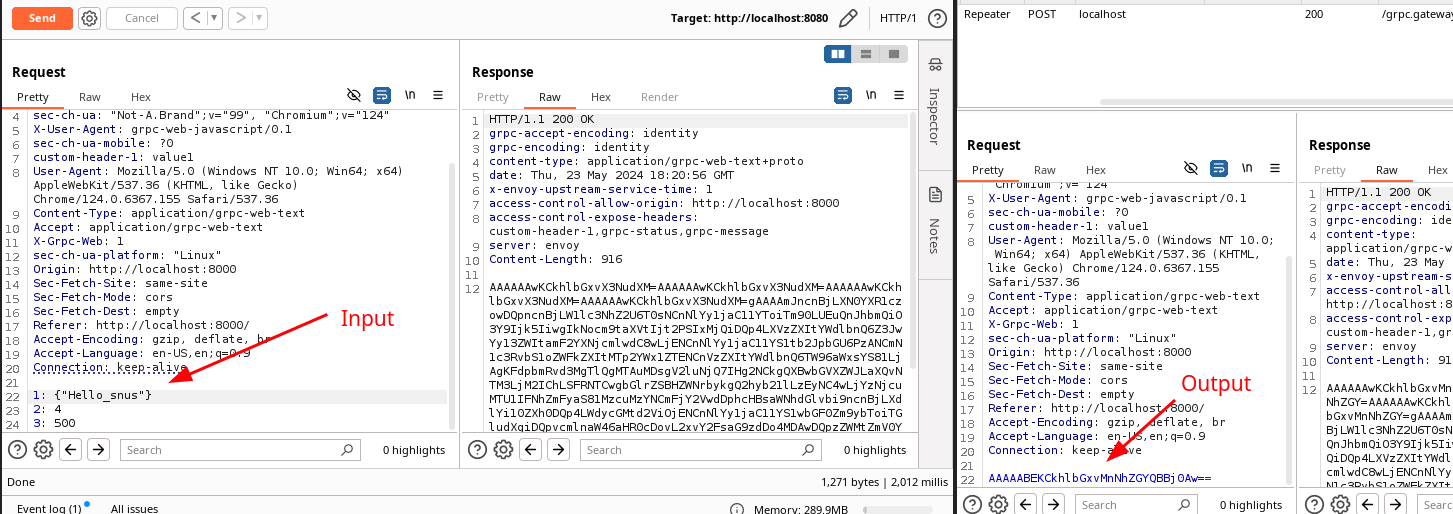 Send
Cancel
Target: http://localhost:8080
HTTP/1
Request
Pretty Raw Hex
\n
4 sec-ch-ua: "Not-A.Brand";v="99", "Chromium";v="124"
5 X-User-Agent: grpc-web-javascript/0.1
6 sec-ch-ua-mobile: ?0
7 custom-header-1: value1
8 User-Agent: Mozilla/5.0 (Windows NT 10.0; Win64; x64)
AppleWebKit/537.36 (KHTML, like Gecko)
Chrome/124.0.6367.155 Safari/537.36
9 Content-Type: application/grpc-web-text
10 Accept: application/grpc-web-text
11 X-Grpc-Web: 1
12 sec-ch-ua-platform: "Linux"
13 Origin: http://localhost:8000
14 Sec-Fetch-Site: same-site
15 Sec-Fetch-Mode: cors
16 Sec-Fetch-Dest: empty
17 Referer: http://localhost:8000/
18 Accept-Encoding: gzip, deflate, br
19 Accept-Language: en-US,en;q=0.9
20 Connection: keep-alive
21
22 1: {"Hello_snus"}
23 2: 4
24 3: 500
Input
Search
0 highlights
Response
Pretty Raw Hex Render
\n
1 HTTP/1.1 200 OK
2 grpc-accept-encoding: identity
3 grpc-encoding: identity
4 content-type: application/grpc-web-text+proto
5 date: Thu, 23 May 2024 18:20:56 GMT
6 x-envoy-upstream-service-time: 1
7 access-control-allow-origin: http://localhost:8000
8 access-control-expose-headers:
custom-header-1,grpc-status,grpc-message
9 server: envoy
10 Content-Length: 916
11
12
Search
0 highlights
Inspector
Notes
Done
1,271 bytes | 2,012 millis
Event log (1)
All issues
Memory: 289.9MB
Repeater POST localhost 200 /grpc.gateway
Request
Pretty Raw Hex
\n
"Chromium";v="124"
5 X-User-Agent: grpc-web-javascript/0.1
6 sec-ch-ua-mobile: ?0
7 custom-header-1: value1
8 User-Agent: Mozilla/5.0 (Windows NT 10.0;
Win64; x64) AppleWebKit/537.36 (KHTML,
like Gecko) Chrome/124.0.6367.155
Safari/537.36
9 Content-Type: application/grpc-web-text
10 Accept: application/grpc-web-text
11 X-Grpc-Web: 1
12 sec-ch-ua-platform: "Linux"
13 Origin: http://localhost:8000
14 Sec-Fetch-Site: same-site
15 Sec-Fetch-Mode: cors
16 Sec-Fetch-Dest: empty
17 Referer: http://localhost:8000/
18 Accept-Encoding: gzip, deflate, br
19 Accept-Language: en-US,en;q=0.9
20 Connection: keep-alive
21
22 AAAAABEKCkhlbGxvMnNhZGYQBBj0Aw==
Output
Search
0 highlights
Response
Pretty Raw Hex
1 HTTP/1.1 200 OK
2 grpc-accept-encodi
3 grpc-encoding: ide
4 content-type:
application/grpc-w
5 date: Thu, 23 May
6 x-envoy-upstream-s
7 access-control-all
http://localhost:8
8 access-control-exp
custom-header-1,gr
9 server: envoy
10 Content-Length: 91
11
12
Search